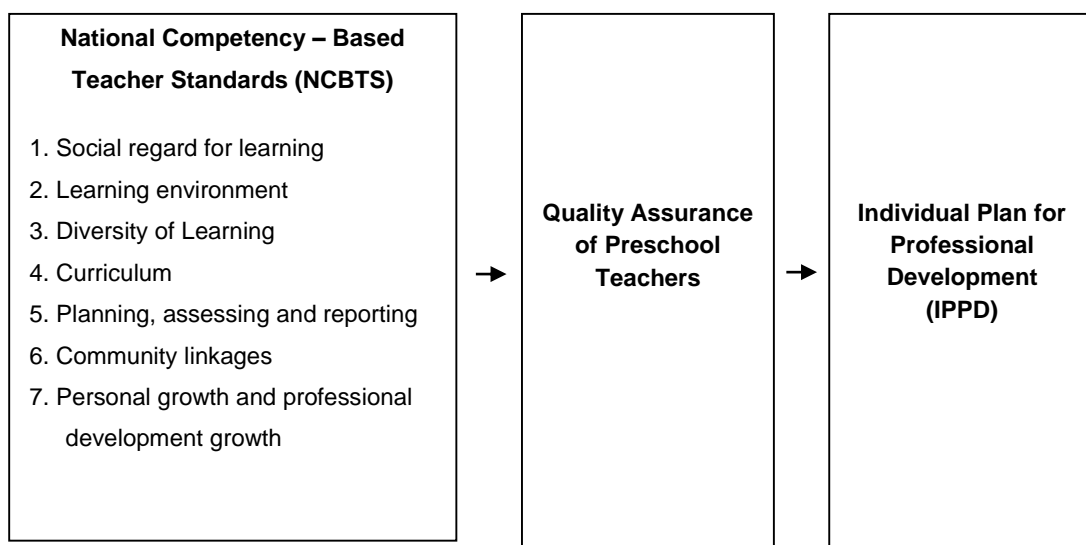 National Competency – Based
Teacher Standards (NCBTS)
1. Social regard for learning
2. Learning environment
3. Diversity of Learning
4. Curriculum
5. Planning, assessing and reporting
6. Community linkages
7. Personal growth and professional
development growth
Quality Assurance
of Preschool
Teachers
Individual Plan for
Professional
Development
(IPPD)